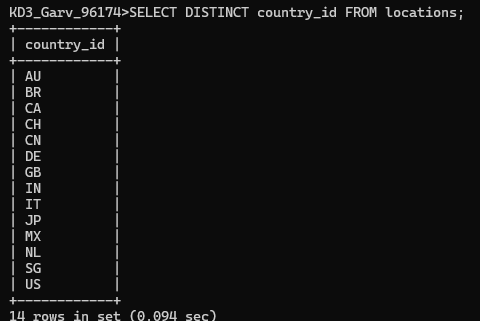 KD3_Garv_96174>SELECT DISTINCT country_id FROM locations;
+------------+
| country_id |
+------------+
| AU         |
| BR         |
| CA         |
| CH         |
| CN         |
| DE         |
| GB         |
| IN         |
| IT         |
| JP         |
| MX         |
| NL         |
| SG         |
| US         |
+------------+
14 rows in set (0.094 sec)